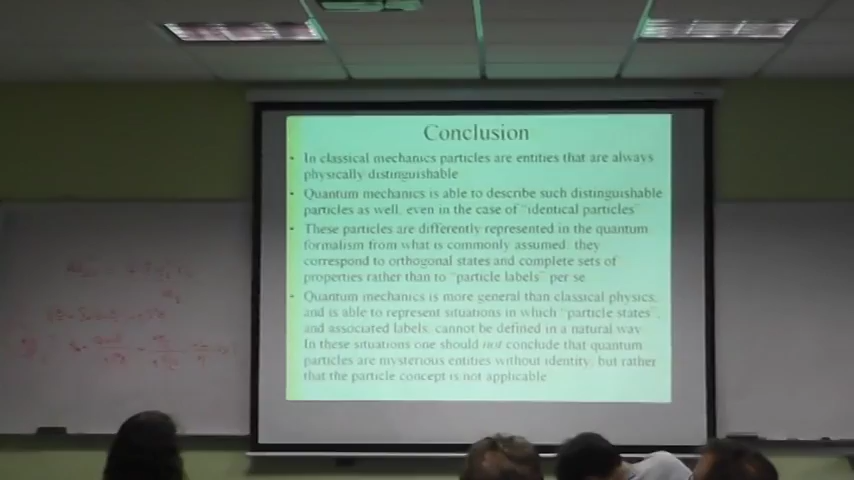 Conclusion
• In classical mechanics particles are entities that are always
physically distinguishable
• Quantum mechanics is able to describe such distinguishable
particles as well, even in the case of "identical particles"
• These particles are differently represented in the quantum
formalism from what is commonly assumed: they
correspond to orthogonal states and complete sets of
properties rather than to "particle labels" per se
• Quantum mechanics is more general than classical physics,
and is able to represent situations in which "particle states",
and associated labels, cannot be defined in a natural way
In these situations one should not conclude that quantum
particles are mysterious entities without identity, but rather
that the particle concept is not applicable